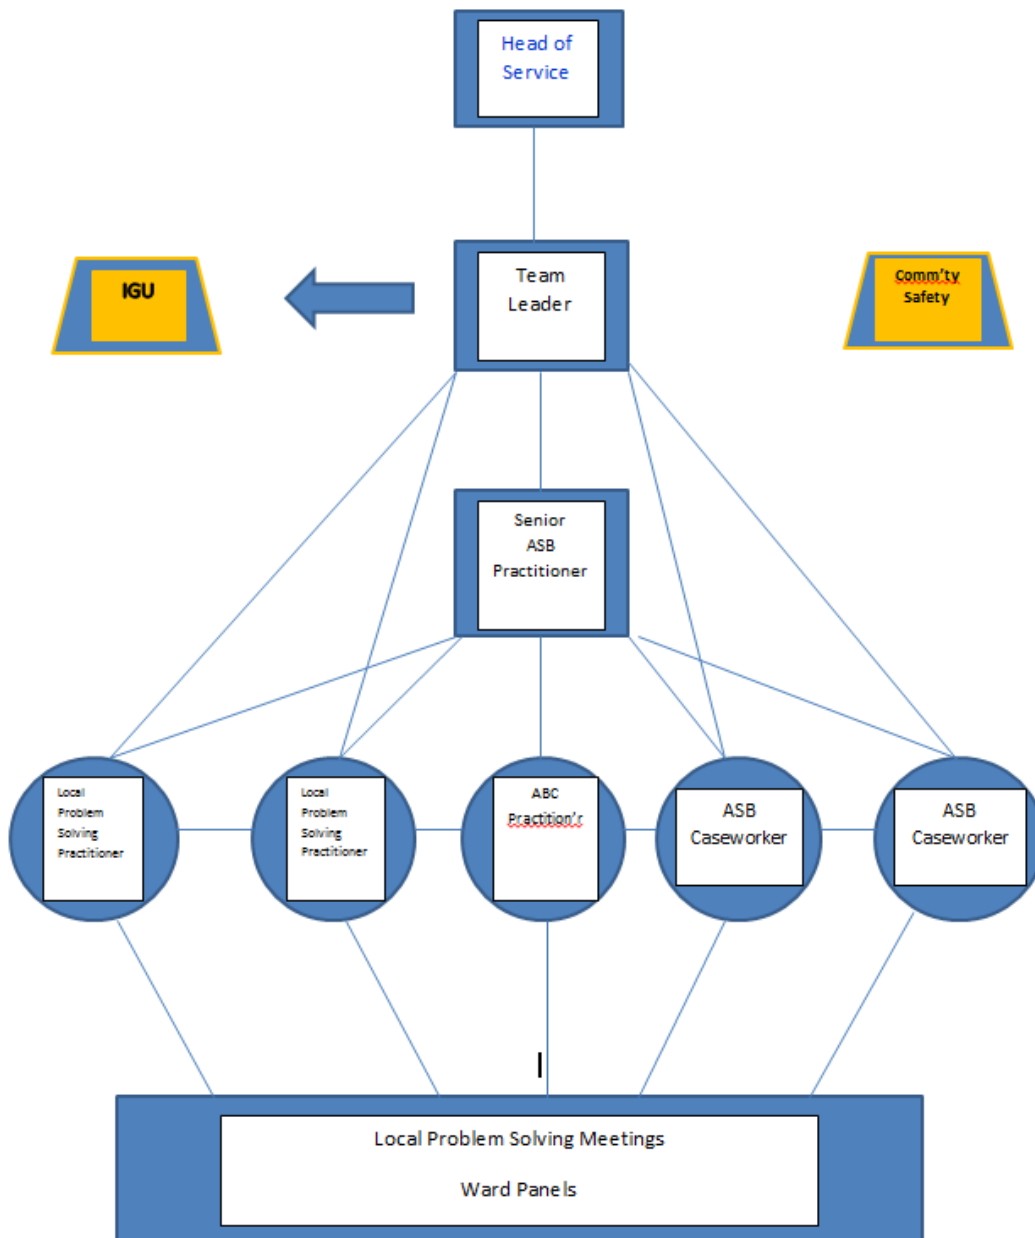 Head of
Service
IGU
Team
Leader
Comm'ty
Safety
Senior
ASB
Practitioner
Local
Problem
Solving
Practitioner
Local
Problem
Solving
Practitioner
ABC
Practition'r
ASB
Caseworker
ASB
Caseworker
Local Problem Solving Meetings
Ward Panels